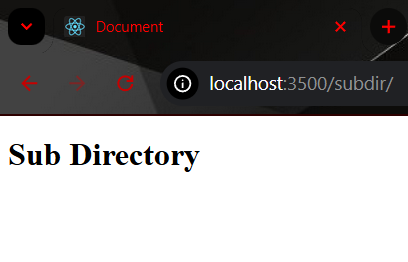 Document
localhost:3500/subdir/
Sub Directory